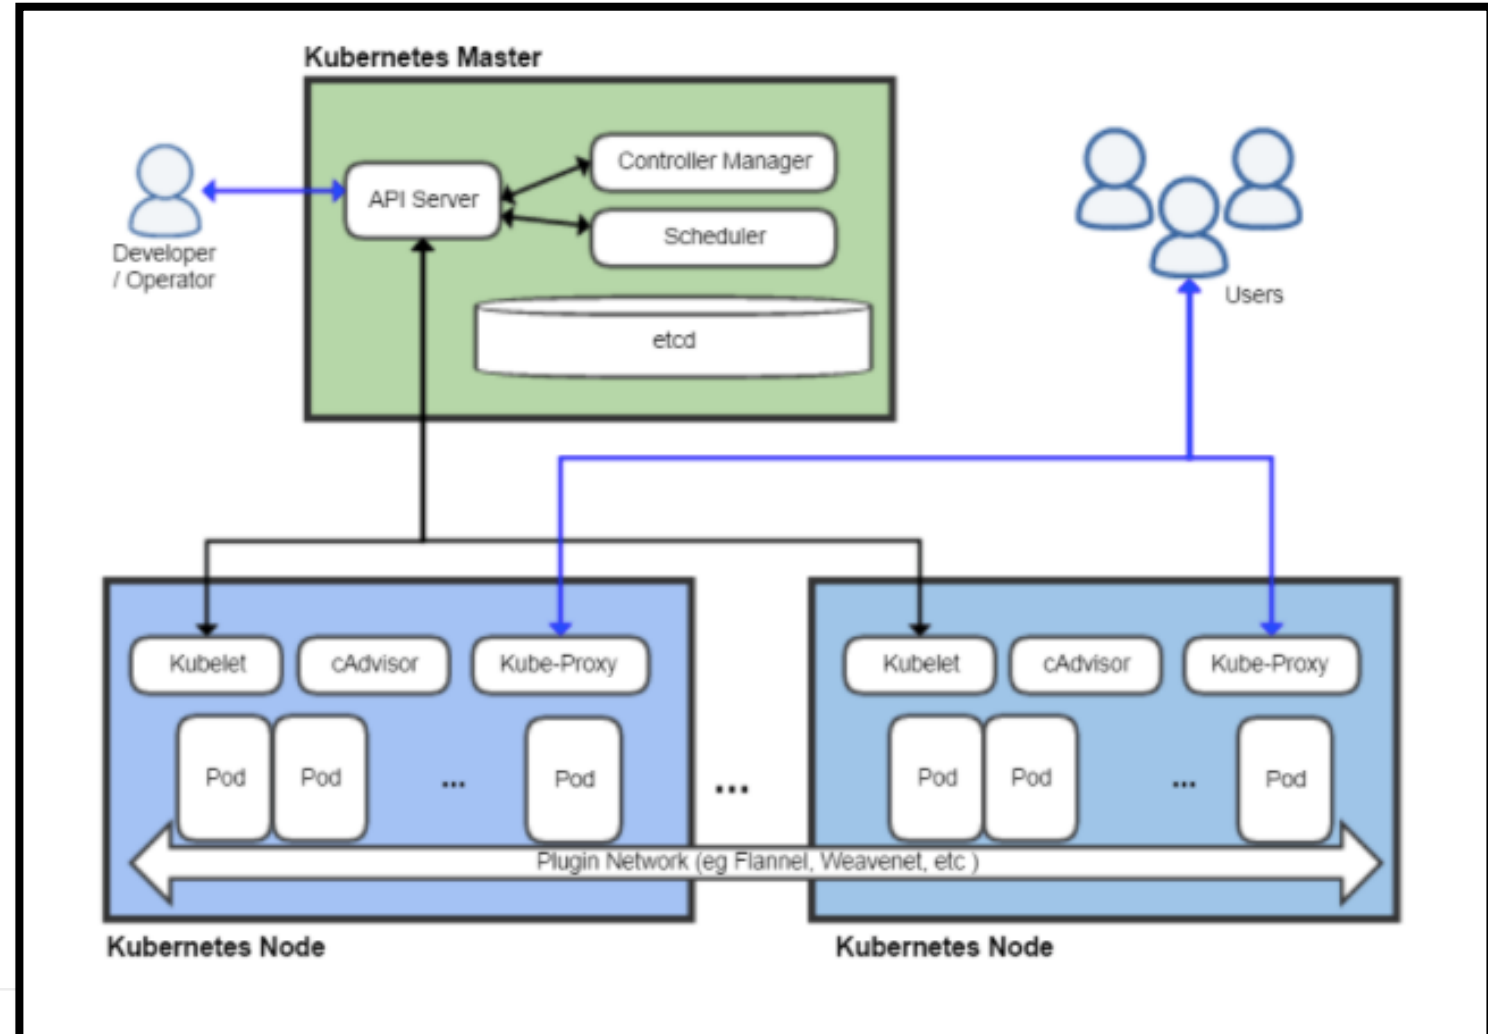 Kubernetes Master
API Server
Controller Manager
Scheduler
etcd
Developer
/ Operator
Users
Kubelet
cAdvisor
Kube-Proxy
Pod
Pod
...
Pod
...
Kubelet
cAdvisor
Kube-Proxy
Pod
Pod
...
Pod
Plugin Network (eg Flannel, Weavenet, etc )
Kubernetes Node
Kubernetes Node